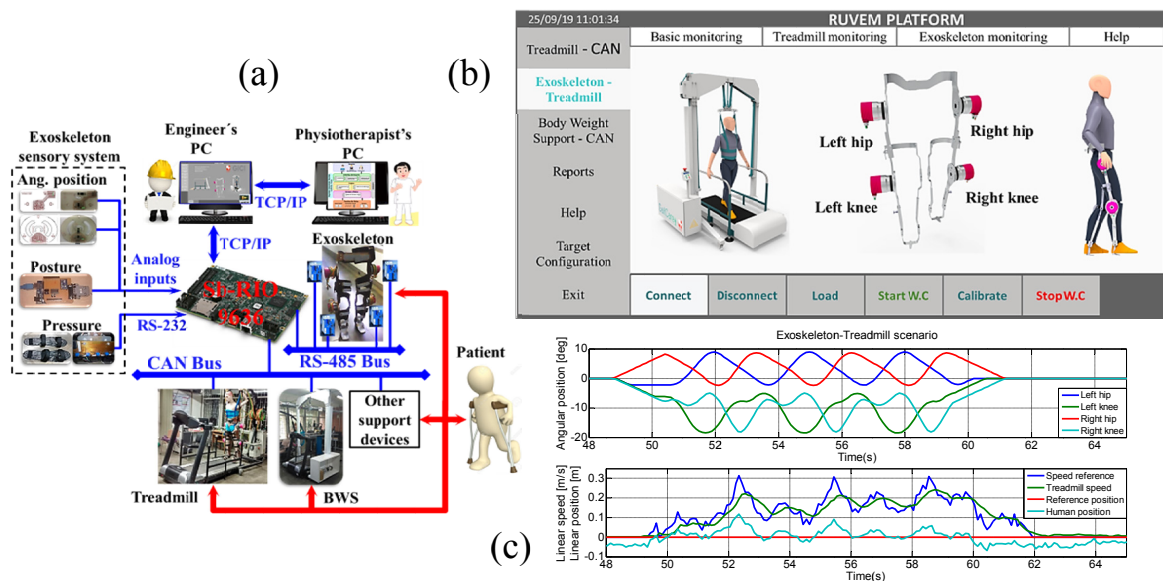 (a)
Exoskeleton
sensory system
Ang. position
Posture
Pressure
Engineer´s
PC
Physiotherapist's
PC
TCP/IP
TCP/IP
Analog
inputs
RS-232
Sb-RIO
9636
Exoskeleton
RS-485 Bus
CAN Bus
Patient
Other
support
devices
Treadmill
BWS
(b)
25/09/19 11:01:34
RUVEM PLATFORM
Basic monitoring
Treadmill monitoring
Exoskeleton monitoring
Help
Treadmill - CAN
Exoskeleton -
Treadmill
Body Weight
Support - CAN
Reports
Help
Target
Configuration
Exit
Left hip
Right hip
Left knee
Right knee
Connect
Disconnect
Load
Start W.C
Calibrate
Stop W.C
(c)
Exoskeleton-Treadmill scenario
Angular position [deg]
10
0
-10
-20
48 50 52 54 56 58 60 62 64
Time(s)
Left hip
Left knee
Right hip
Right knee
Linear speed [m/s]
Linear position [m]
0.3
0.2
0.1
0
-0.1
48 50 52 54 56 58 60 62 64
Time(s)
Speed reference
Treadmill speed
Reference position
Human position